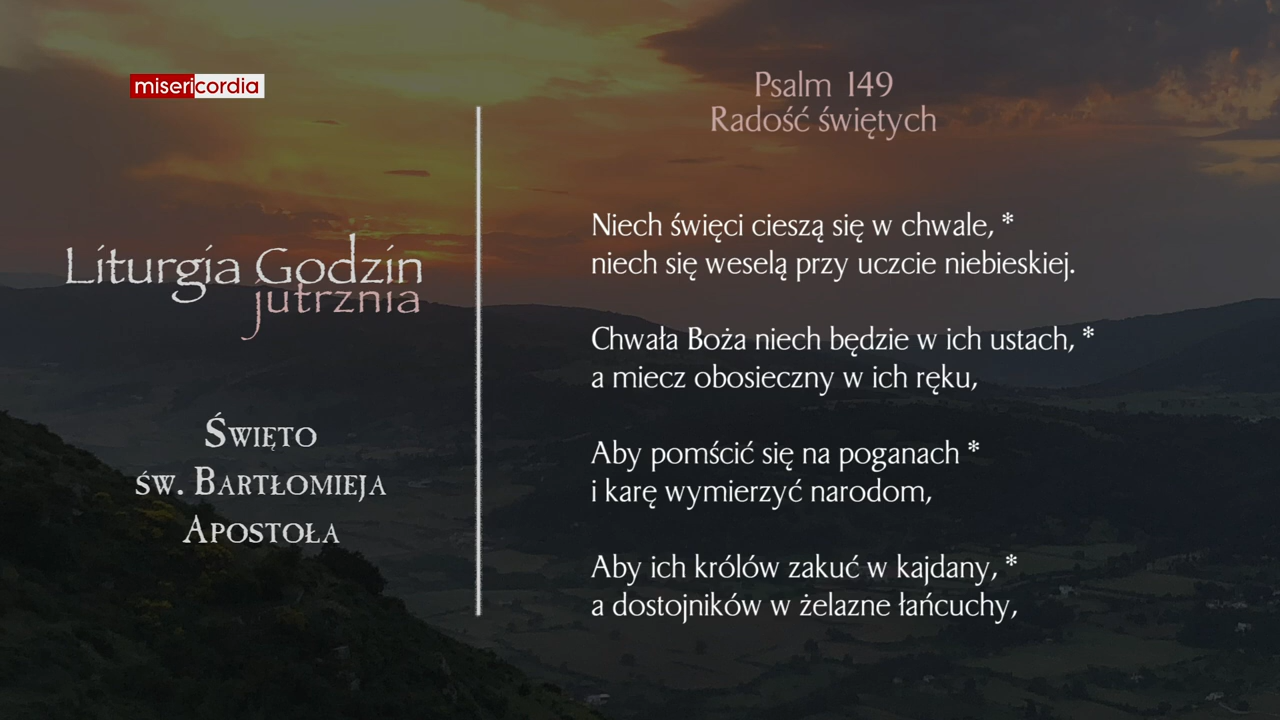 misericordia
Liturgia Godzin
jutrznia
Święto
św. Bartłomieja
Apostoła
Psalm 149
Radość świętych
Niech święci cieszą się w chwale, *
niech się weselą przy uczcie niebieskiej.
Chwała Boża niech będzie w ich ustach, *
a miecz obosieczny w ich ręku,
Aby pomścić się na poganach *
i karę wymierzyć narodom,
Aby ich królów zakuć w kajdany, *
a dostojników w żelazne łańcuchy,